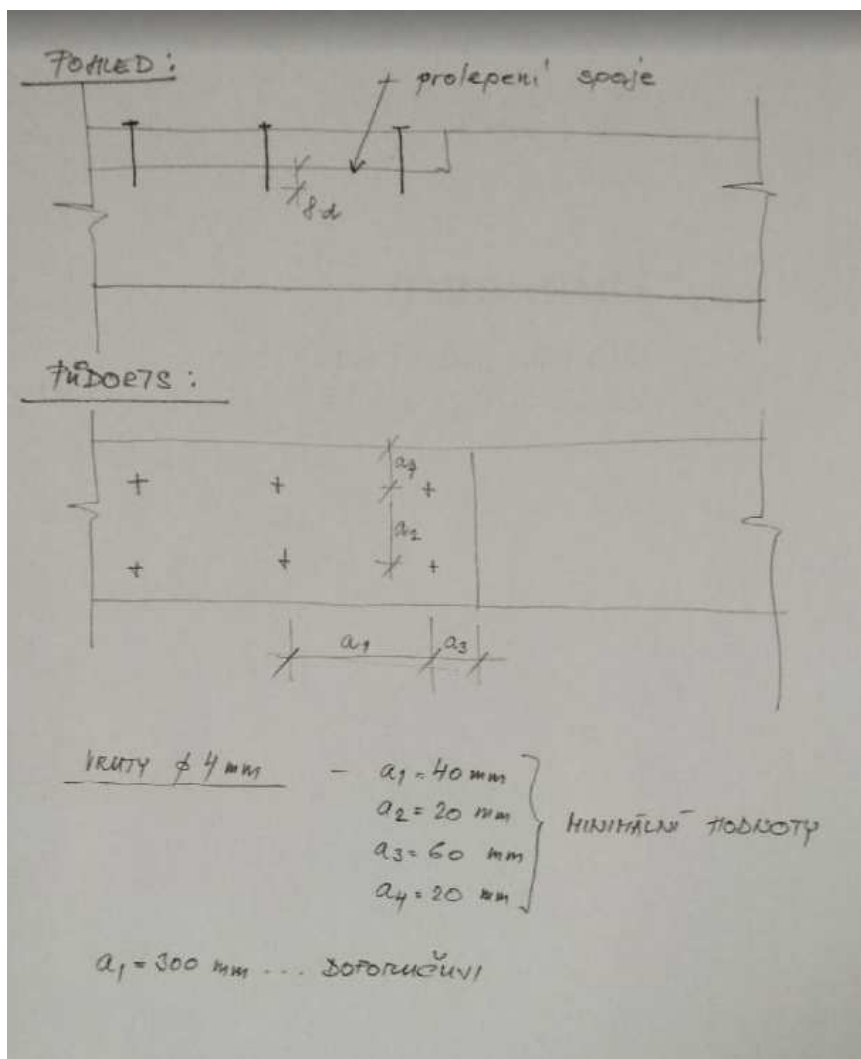 POHLED:
+ prolepení spoje
8d
PŮDORYS:
a4
a2
a1
a3
VRUTY ϕ 4 mm - a1 = 40 mm
a2 = 20 mm
a3 = 60 mm
a4 = 20 mm
MINIMÁLNÍ HODNOTY
a1 = 300 mm ... DOPORUČUJI